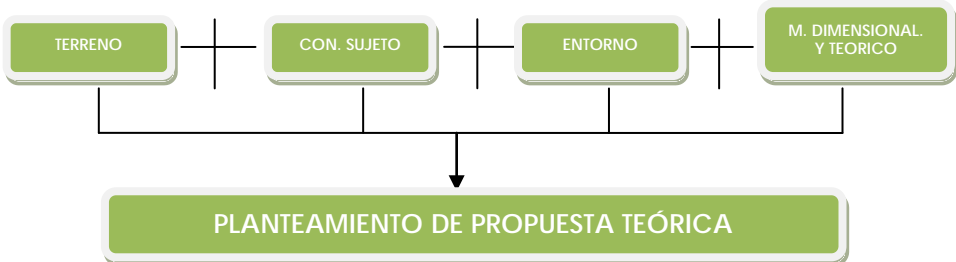 TERRENO
CON. SUJETO
ENTORNO
M. DIMENSIONAL.
Y TEORICO
PLANTEAMIENTO DE PROPUESTA TEÓRICA